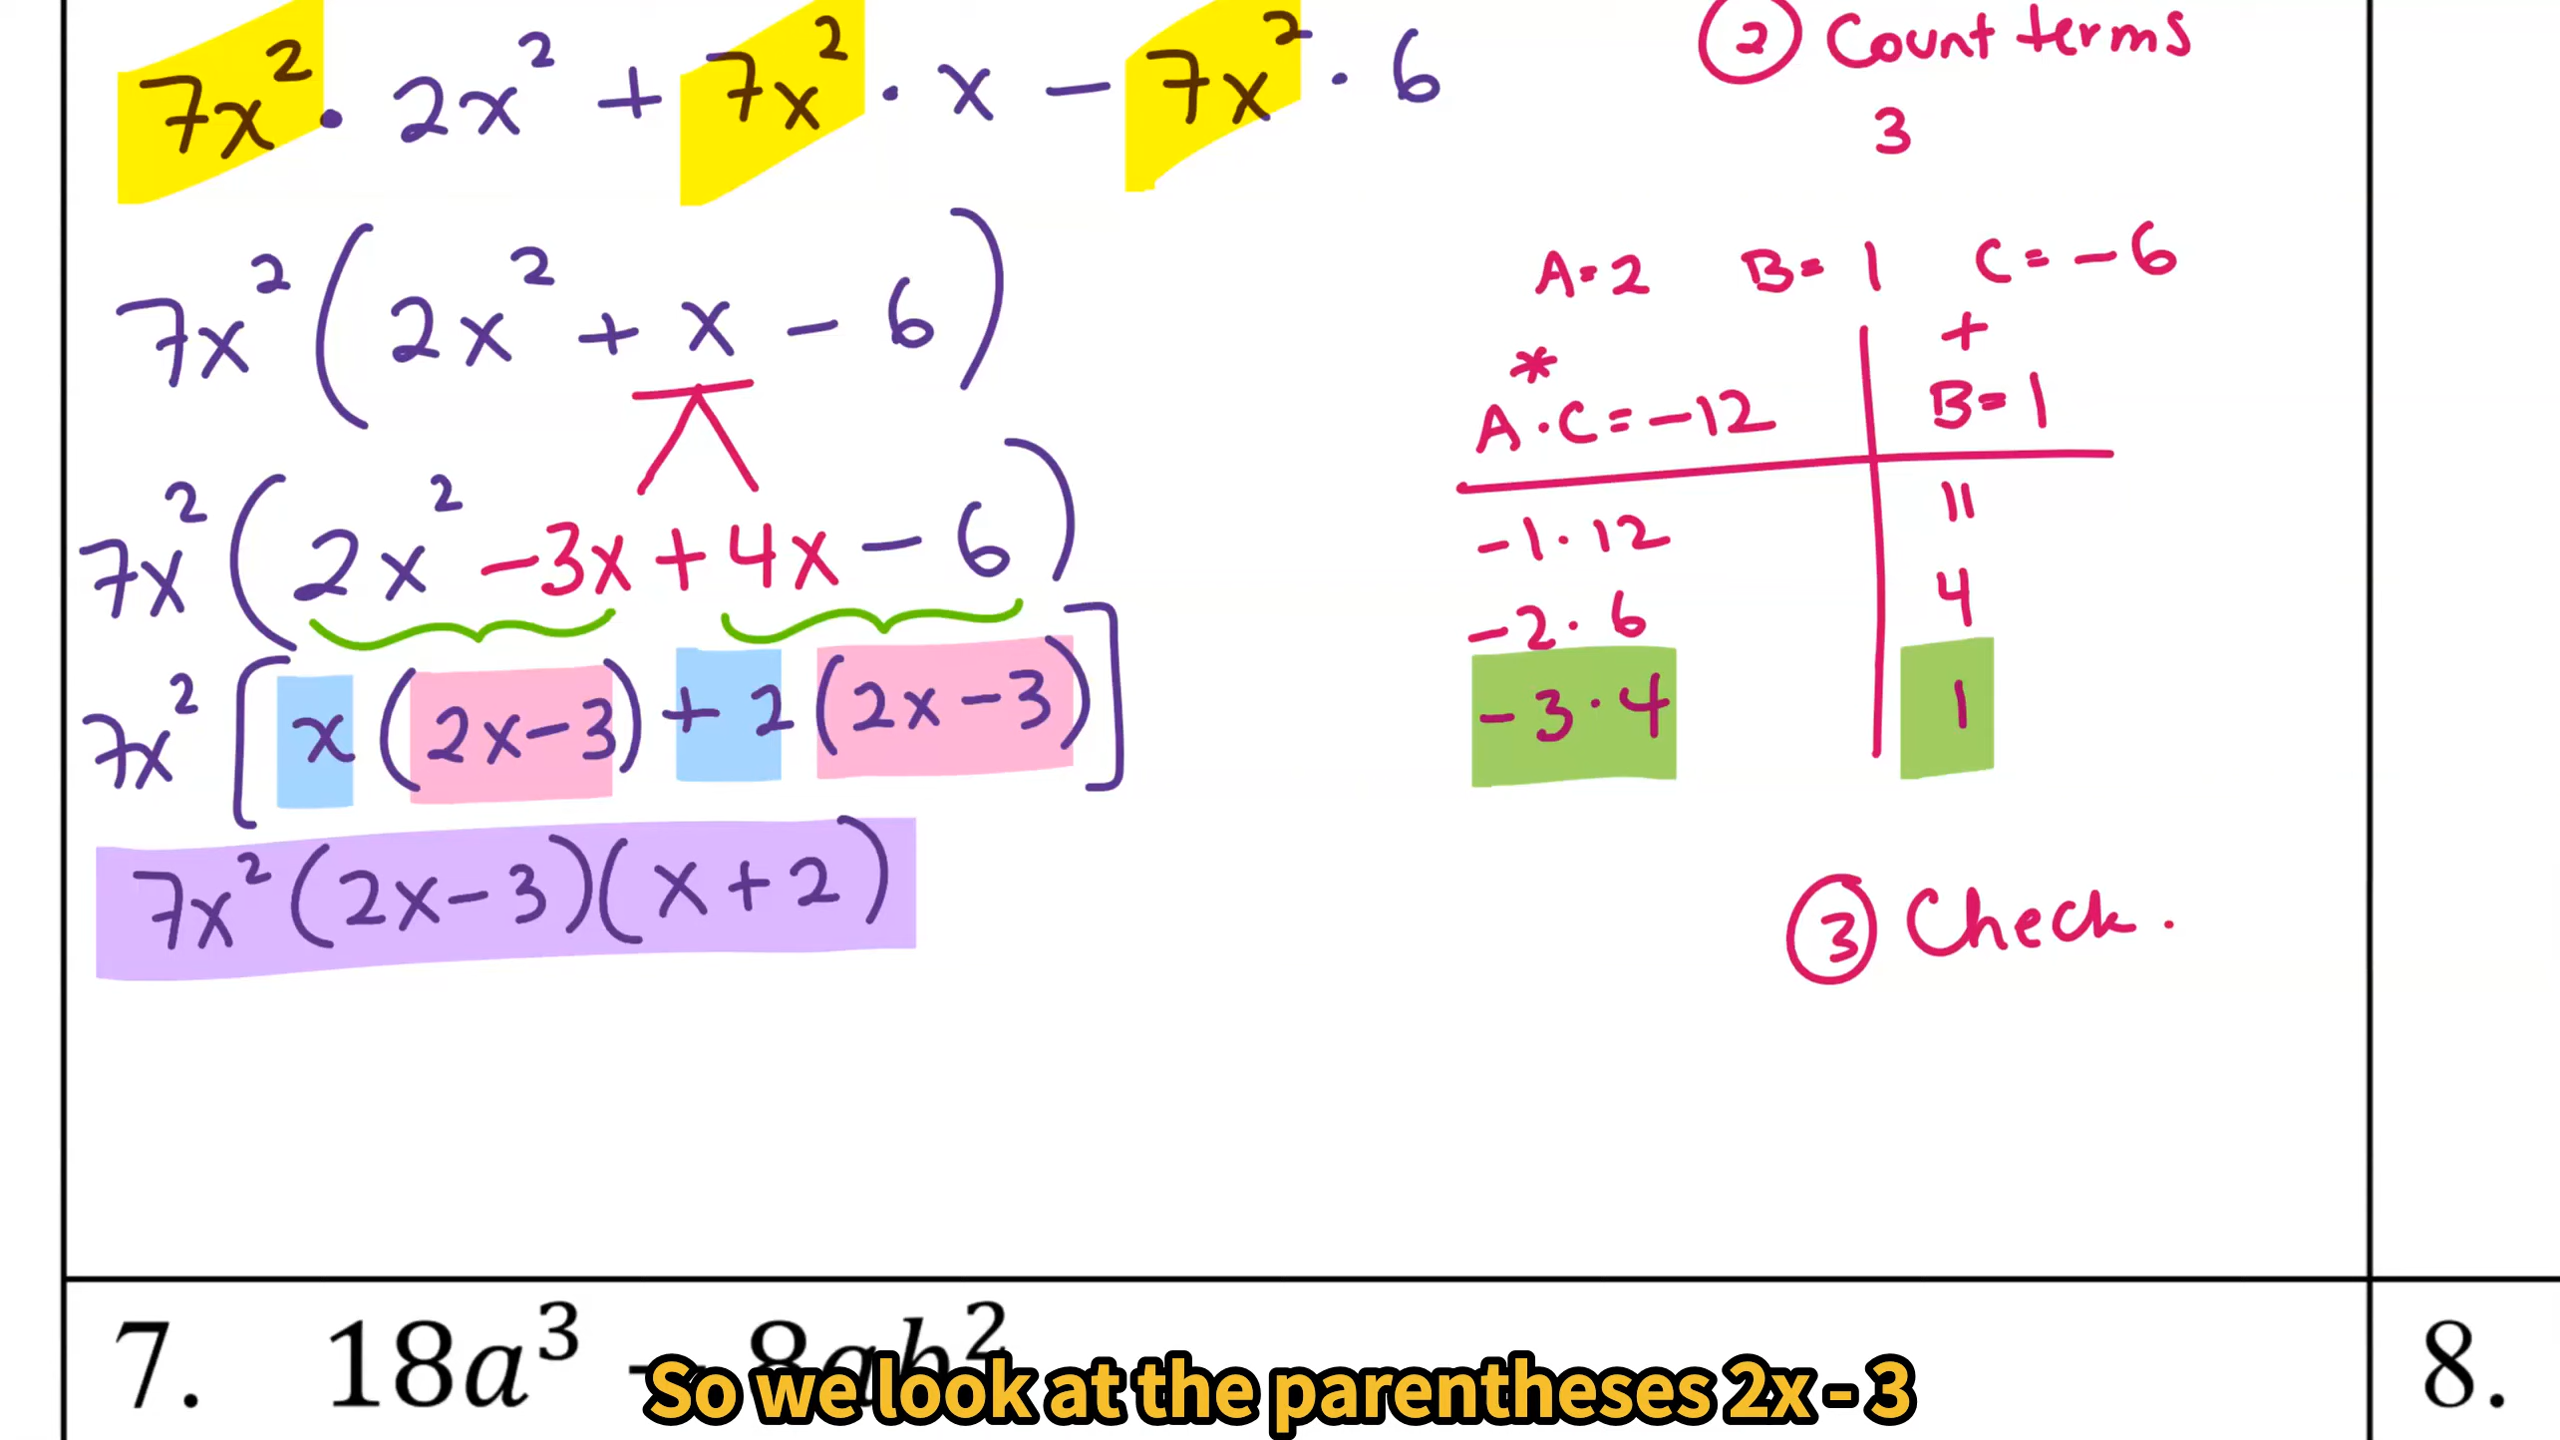 7x² · 2x² + 7x² · x − 7x² · 6
② Count terms
3
7x² (2x² + x − 6)
A = 2 B = 1 C = −6
* +
A · C = −12 B = 1
7x² (2x² −3x + 4x − 6)
−1 · 12 11
−2 · 6 4
−3 · 4 1
7x² [x (2x−3) + 2 (2x−3)]
7x² (2x−3)(x+2)
③ Check.
7. 18a³ − 8ab²
8.
So we look at the parentheses 2x - 3